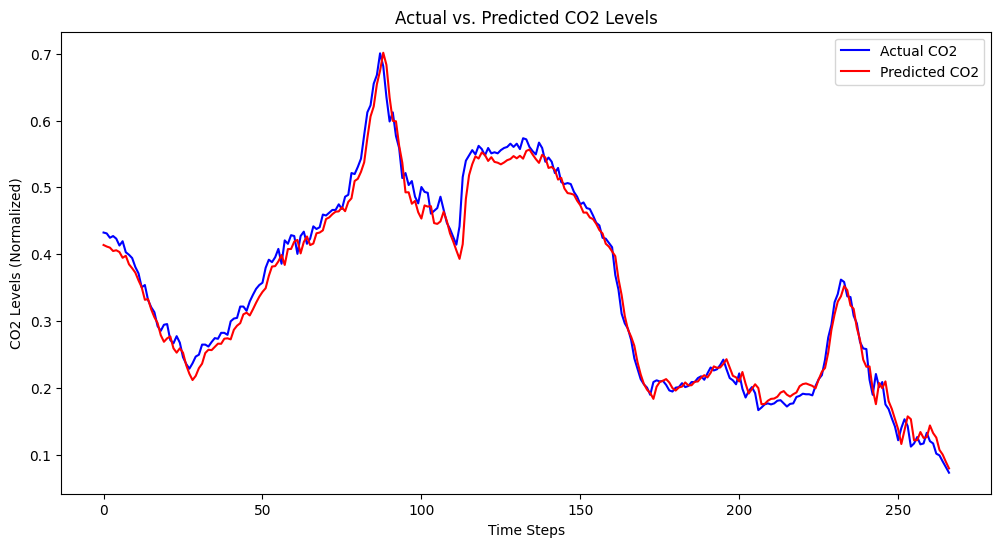 Actual vs. Predicted CO2 Levels
Actual CO2
Predicted CO2
CO2 Levels (Normalized)
0.7
0.6
0.5
0.4
0.3
0.2
0.1
0 50 100 150 200 250
Time Steps